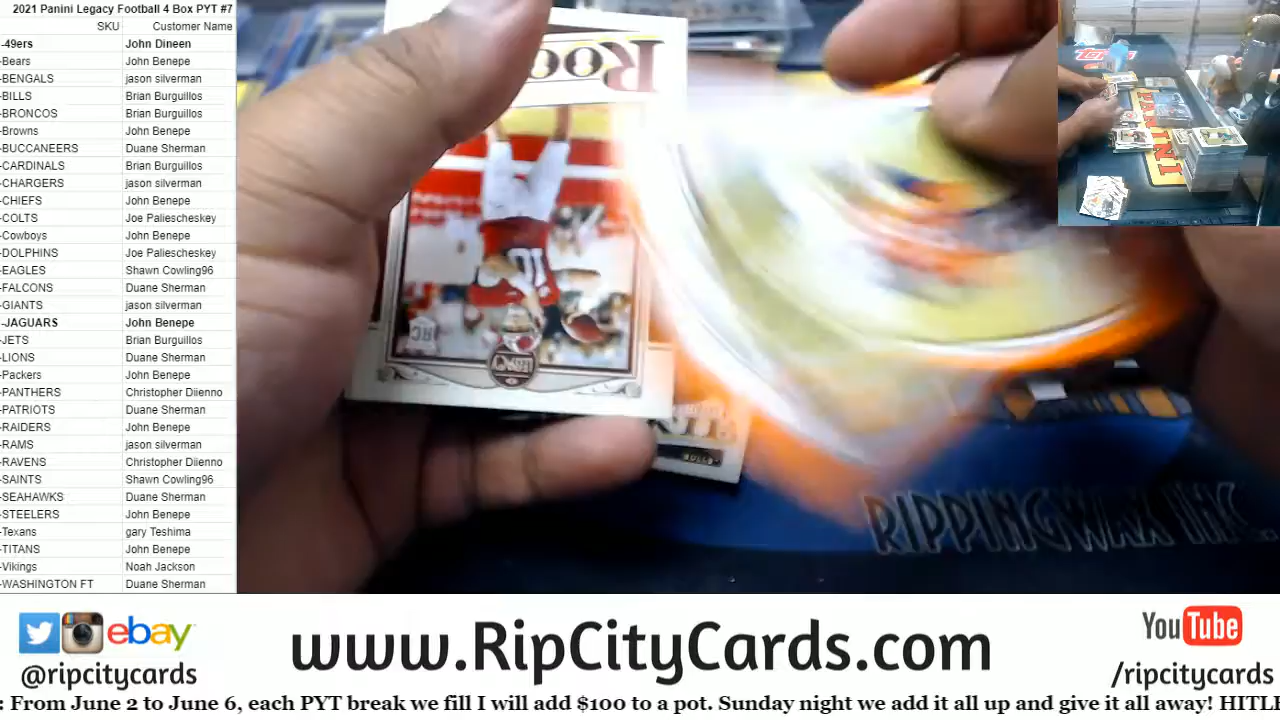 2021 Panini Legacy Football 4 Box PYT #7
SKU Customer Name
-49ers John Dineen
-Bears John Benepe
-BENGALS jason silverman
-BILLS Brian Burguillos
-BRONCOS Brian Burguillos
-Browns John Benepe
-BUCCANEERS Duane Sherman
-CARDINALS Brian Burguillos
-CHARGERS jason silverman
-CHIEFS John Benepe
-COLTS Joe Paliescheskey
-Cowboys John Benepe
-DOLPHINS Joe Paliescheskey
-EAGLES Shawn Cowling96
-FALCONS Duane Sherman
-GIANTS jason silverman
-JAGUARS John Benepe
-JETS Brian Burguillos
-LIONS Duane Sherman
-Packers John Benepe
-PANTHERS Christopher Diienno
-PATRIOTS Duane Sherman
-RAIDERS John Benepe
-RAMS jason silverman
-RAVENS Christopher Diienno
-SAINTS Shawn Cowling96
-SEAHAWKS Duane Sherman
-STEELERS John Benepe
-Texans gary Teshima
-TITANS John Benepe
-Vikings Noah Jackson
-WASHINGTON FT Duane Sherman
10
RC
PANINI
RIPPINGWAX INC.
ebay
@ripcitycards
www.RipCityCards.com
YouTube
/ripcitycards
: From June 2 to June 6, each PYT break we fill I will add $100 to a pot. Sunday night we add it all up and give it all away! HITLI